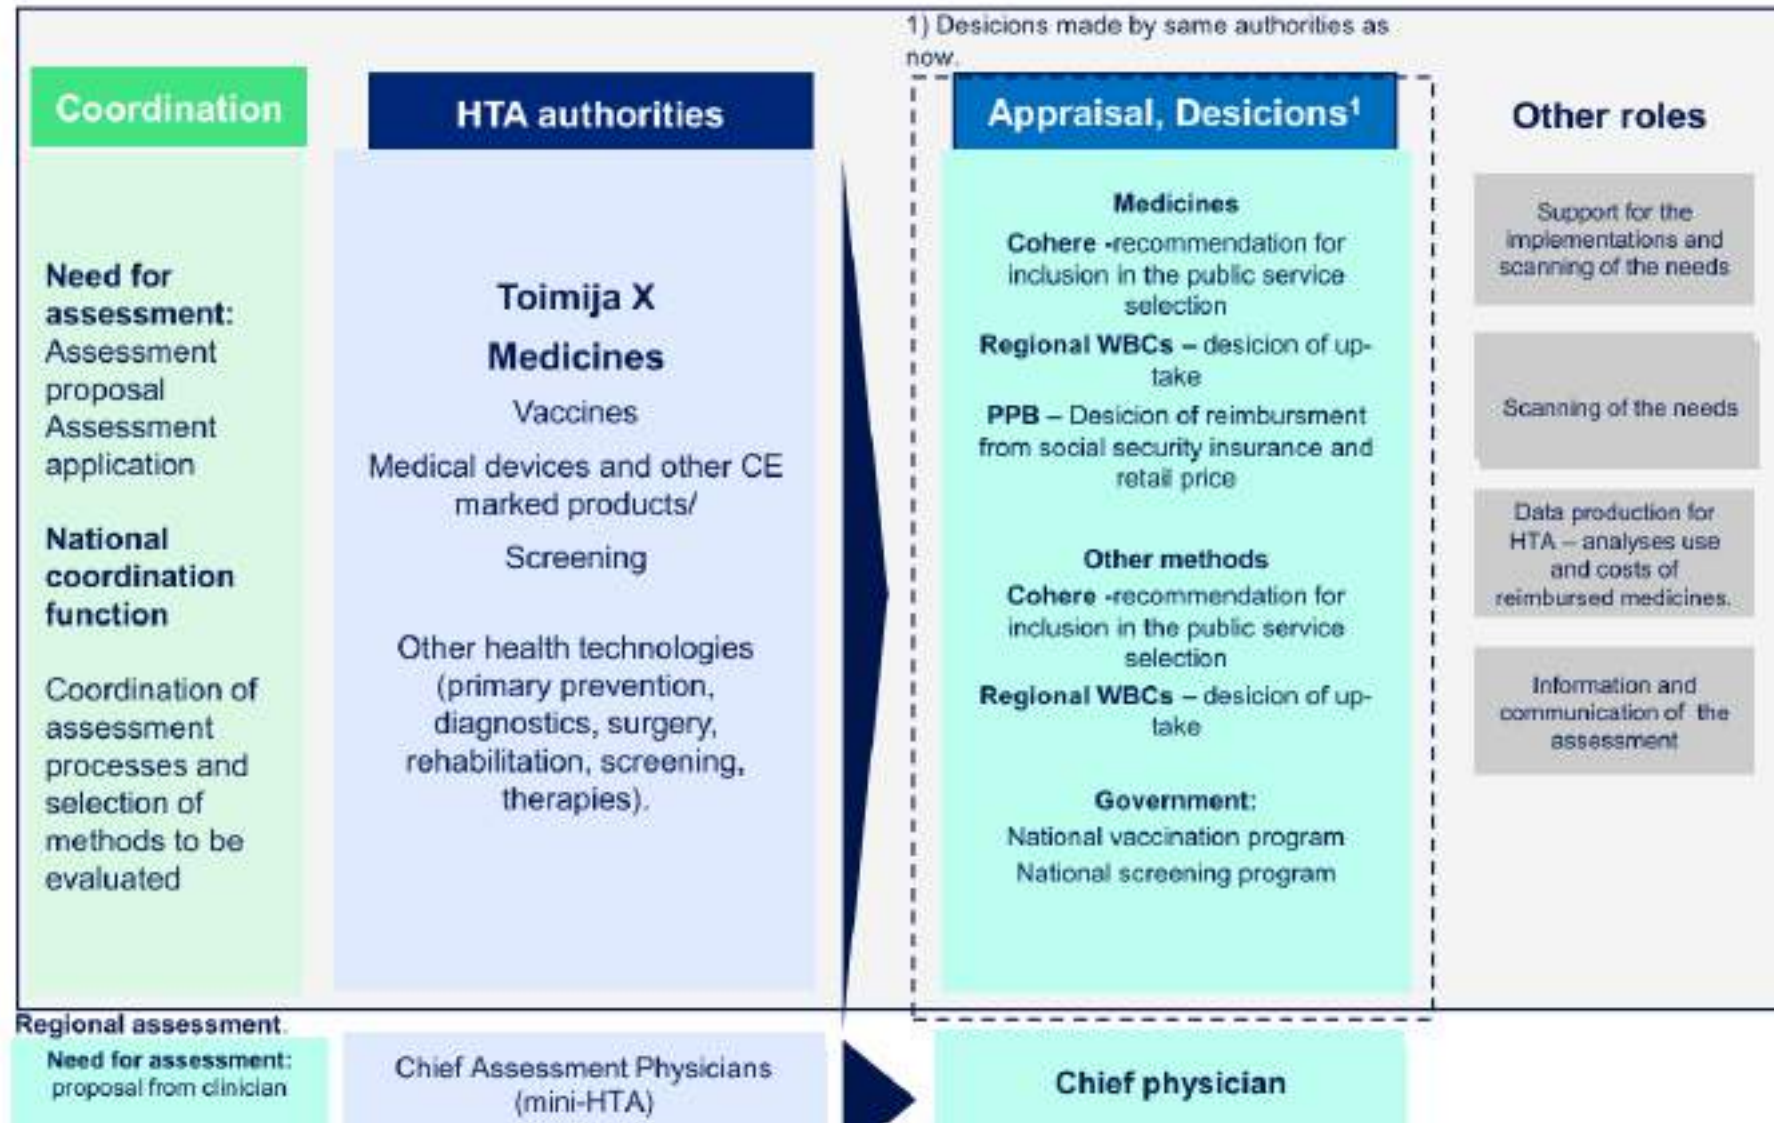 1) Desicions made by same authorities as
now.
Coordination
Need for
assessment:
Assessment
proposal
Assessment
application
National
coordination
function
Coordination of
assessment
processes and
selection of
methods to be
evaluated
HTA authorities
Toimija X
Medicines
Vaccines
Medical devices and other CE
marked products/
Screening
Other health technologies
(primary prevention,
diagnostics, surgery,
rehabilitation, screening,
therapies).
Appraisal, Desicions¹
Medicines
Cohere -recommendation for
inclusion in the public service
selection
Regional WBCs – desicion of up-
take
PPB – Desicion of reimbursment
from social security insurance and
retail price
Other methods
Cohere -recommendation for
inclusion in the public service
selection
Regional WBCs – desicion of up-
take
Government:
National vaccination program
National screening program
Other roles
Support for the
implementations and
scanning of the needs
Scanning of the needs
Data production for
HTA – analyses use
and costs of
reimbursed medicines.
Information and
communication of the
assessment
Regional assessment.
Need for assessment:
proposal from clinician
Chief Assessment Physicians
(mini-HTA)
Chief physician